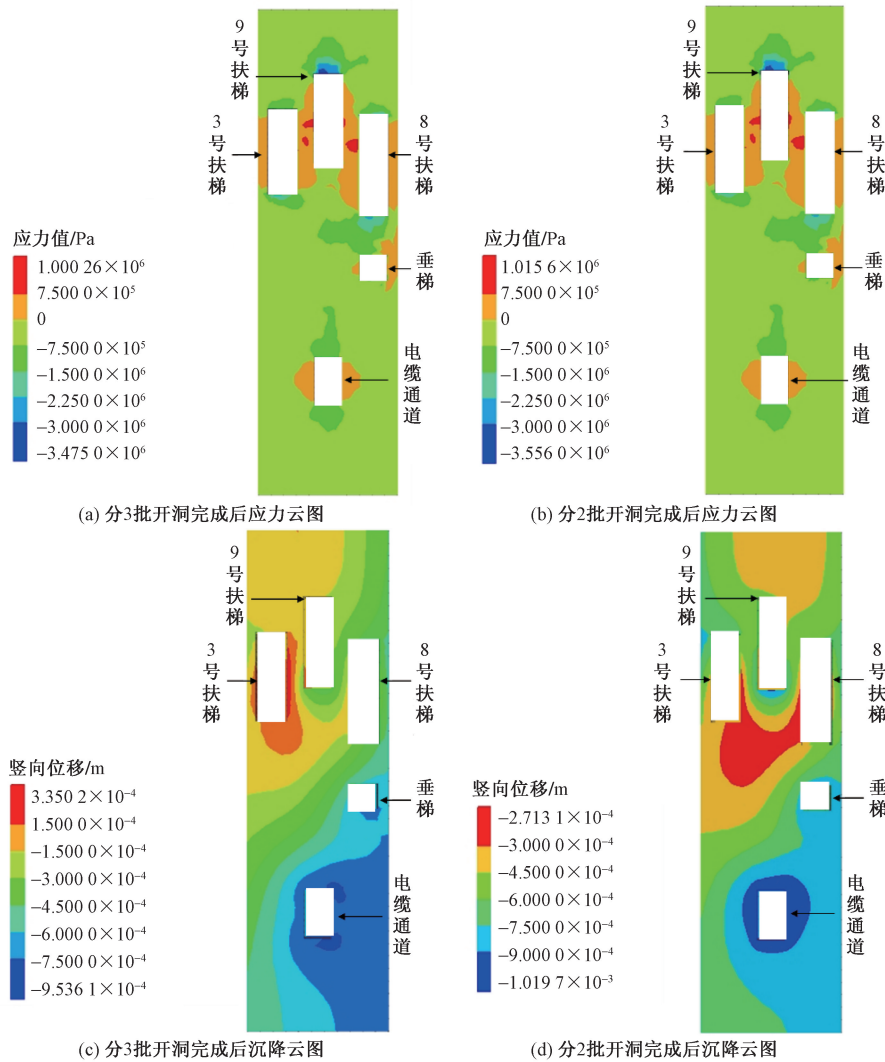 9号扶梯
3号扶梯
8号扶梯
垂梯
电缆通道
应力值/Pa
1.000 26×10⁶
7.500 0×10⁵
0
−7.500 0×10⁵
−1.500 0×10⁶
−2.250 0×10⁶
−3.000 0×10⁶
−3.475 0×10⁶
(a) 分3批开洞完成后应力云图
9号扶梯
3号扶梯
8号扶梯
垂梯
电缆通道
应力值/Pa
1.015 6×10⁶
7.500 0×10⁵
0
−7.500 0×10⁵
−1.500 0×10⁶
−2.250 0×10⁶
−3.000 0×10⁶
−3.556 0×10⁶
(b) 分2批开洞完成后应力云图
9号扶梯
3号扶梯
8号扶梯
垂梯
电缆通道
竖向位移/m
3.350 2×10⁻⁴
1.500 0×10⁻⁴
−1.500 0×10⁻⁴
−3.000 0×10⁻⁴
−4.500 0×10⁻⁴
−6.000 0×10⁻⁴
−7.500 0×10⁻⁴
−9.536 1×10⁻⁴
(c) 分3批开洞完成后沉降云图
9号扶梯
3号扶梯
8号扶梯
垂梯
电缆通道
竖向位移/m
−2.713 1×10⁻⁴
−3.000 0×10⁻⁴
−4.500 0×10⁻⁴
−6.000 0×10⁻⁴
−7.500 0×10⁻⁴
−9.000 0×10⁻⁴
−1.019 7×10⁻³
(d) 分2批开洞完成后沉降云图